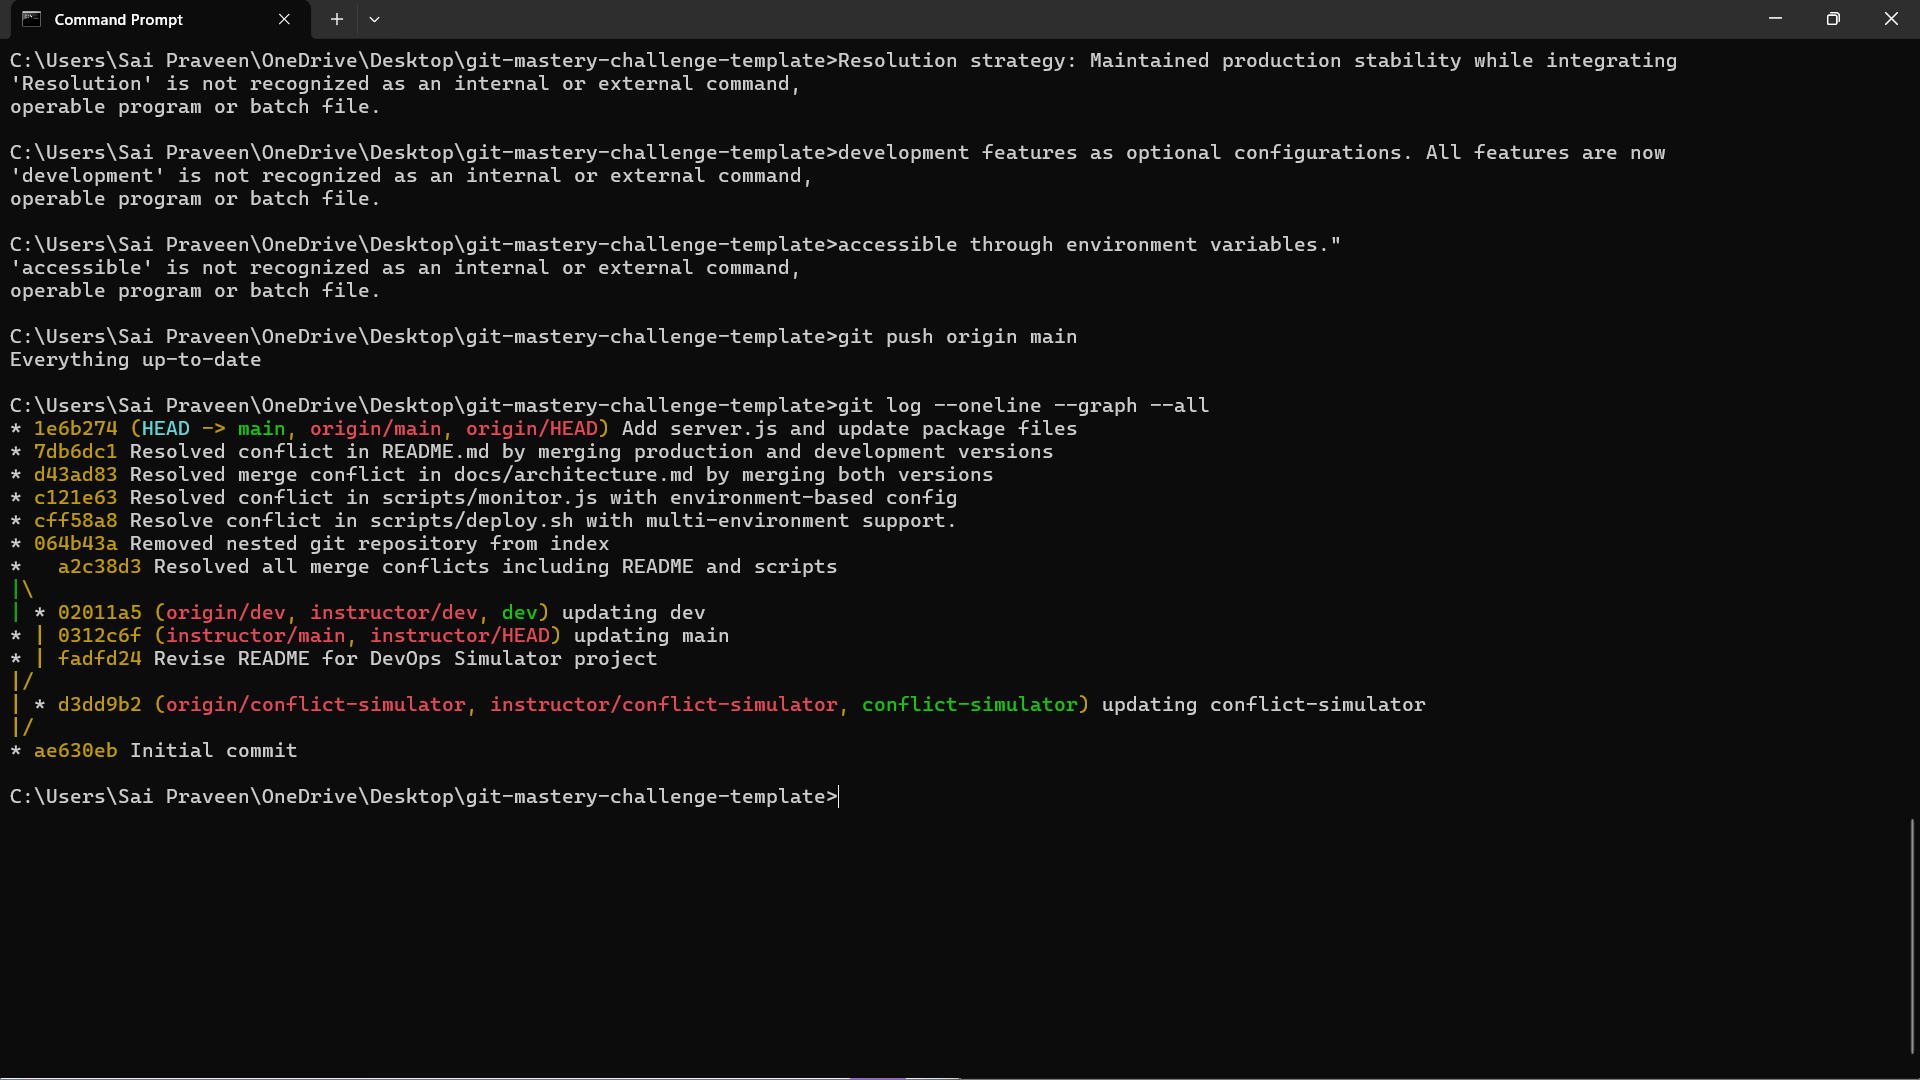 Command Prompt
C:\Users\Sai Praveen\OneDrive\Desktop\git-mastery-challenge-template>Resolution strategy: Maintained production stability while integrating
'Resolution' is not recognized as an internal or external command,
operable program or batch file.
C:\Users\Sai Praveen\OneDrive\Desktop\git-mastery-challenge-template>development features as optional configurations. All features are now
'development' is not recognized as an internal or external command,
operable program or batch file.
C:\Users\Sai Praveen\OneDrive\Desktop\git-mastery-challenge-template>accessible through environment variables."
'accessible' is not recognized as an internal or external command,
operable program or batch file.
C:\Users\Sai Praveen\OneDrive\Desktop\git-mastery-challenge-template>git push origin main
Everything up-to-date
C:\Users\Sai Praveen\OneDrive\Desktop\git-mastery-challenge-template>git log --oneline --graph --all
* 1e6b274 (HEAD -> main, origin/main, origin/HEAD) Add server.js and update package files
* 7db6dc1 Resolved conflict in README.md by merging production and development versions
* d43ad83 Resolved merge conflict in docs/architecture.md by merging both versions
* c121e63 Resolved conflict in scripts/monitor.js with environment-based config
* cff58a8 Resolve conflict in scripts/deploy.sh with multi-environment support.
* 064b43a Removed nested git repository from index
*   a2c38d3 Resolved all merge conflicts including README and scripts
|\
| * 02011a5 (origin/dev, instructor/dev, dev) updating dev
* | 0312c6f (instructor/main, instructor/HEAD) updating main
* | fadfd24 Revise README for DevOps Simulator project
|/
| * d3dd9b2 (origin/conflict-simulator, instructor/conflict-simulator, conflict-simulator) updating conflict-simulator
|/
* ae630eb Initial commit
C:\Users\Sai Praveen\OneDrive\Desktop\git-mastery-challenge-template>